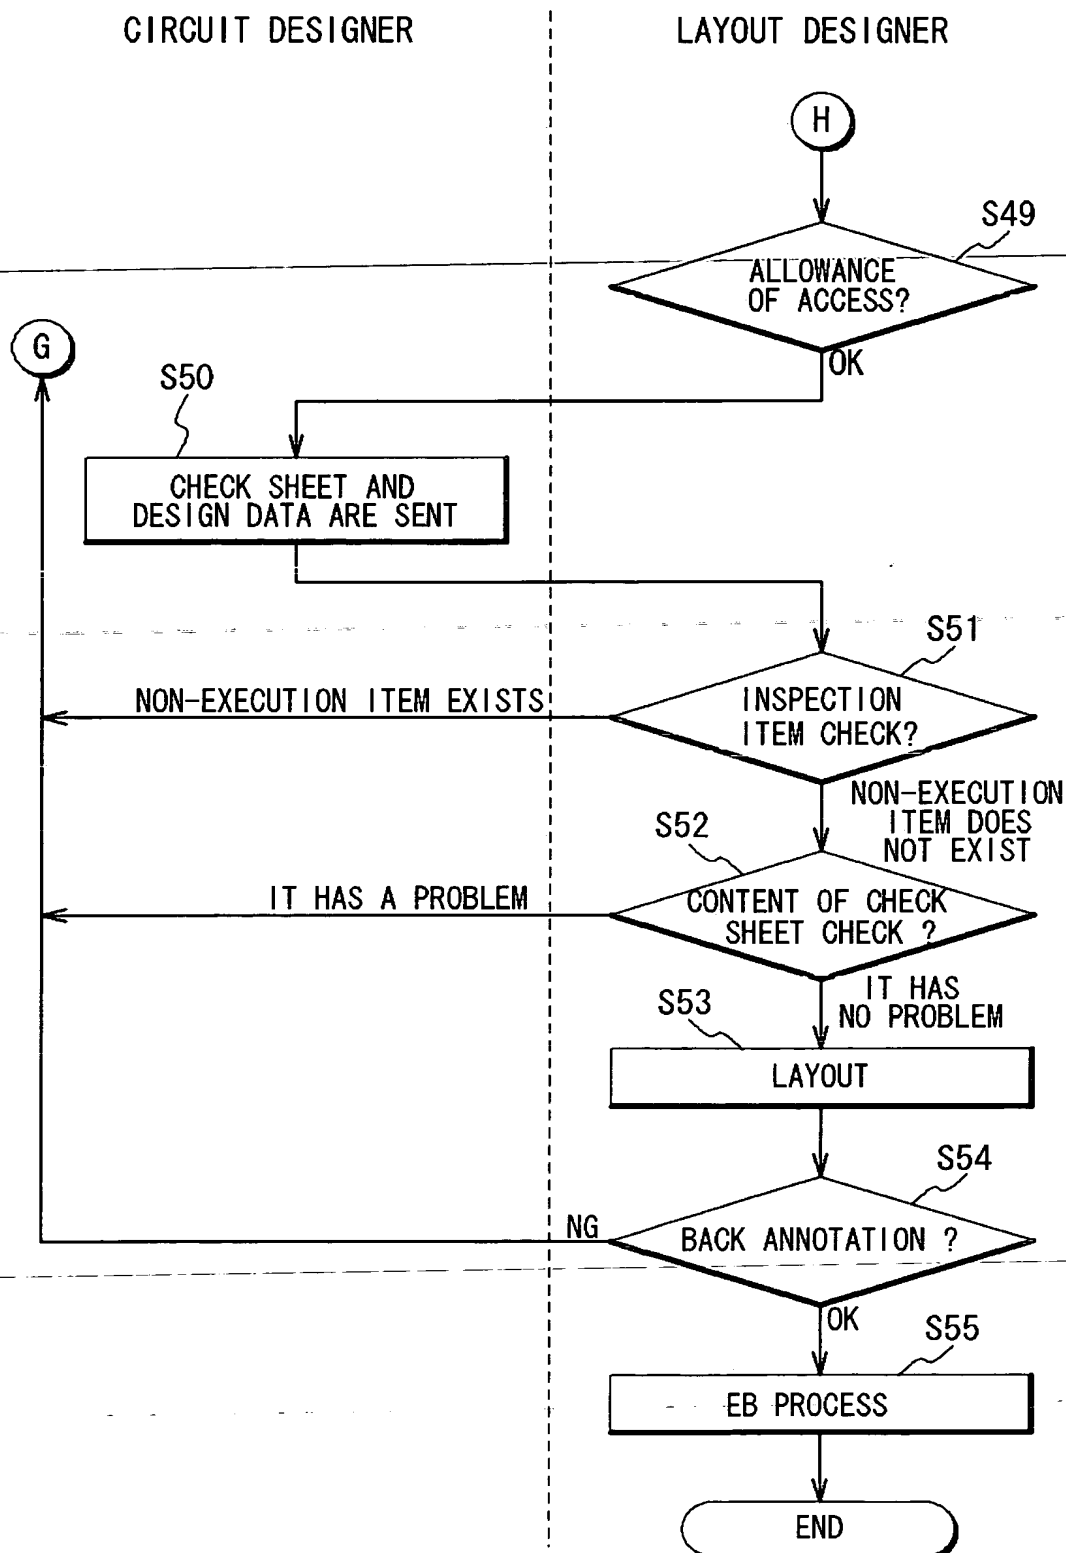 CIRCUIT DESIGNER
LAYOUT DESIGNER
H
S49
ALLOWANCE
OF ACCESS?
G
OK
S50
CHECK SHEET AND
DESIGN DATA ARE SENT
S51
NON-EXECUTION ITEM EXISTS
INSPECTION
ITEM CHECK?
NON-EXECUTION
ITEM DOES
NOT EXIST
S52
IT HAS A PROBLEM
CONTENT OF CHECK
SHEET CHECK ?
IT HAS
NO PROBLEM
S53
LAYOUT
S54
NG
BACK ANNOTATION ?
OK
S55
EB PROCESS
END